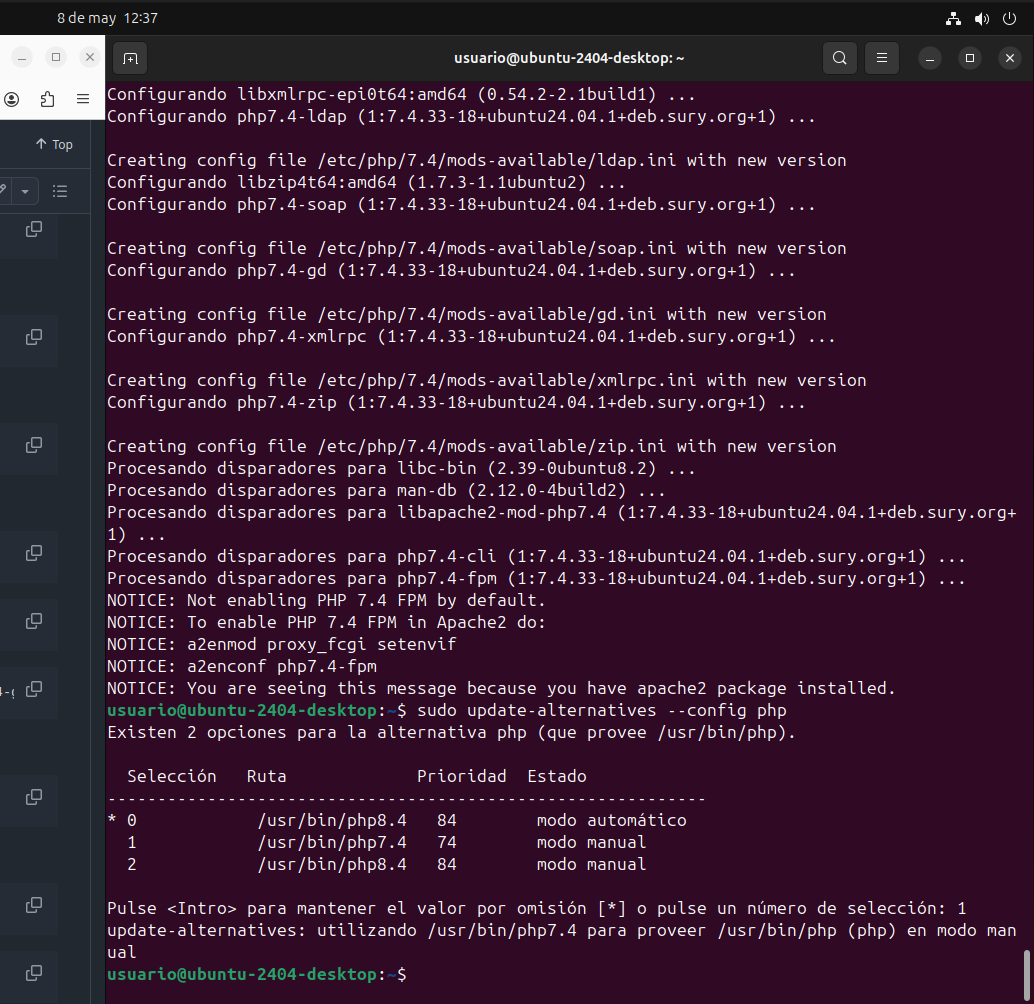 8 de may 12:37
usuario@ubuntu-2404-desktop: ~
Top
Configurando libxmlrpc-epi0t64:amd64 (0.54.2-2.1build1) ...
Configurando php7.4-ldap (1:7.4.33-18+ubuntu24.04.1+deb.sury.org+1) ...
Creating config file /etc/php/7.4/mods-available/ldap.ini with new version
Configurando libzip4t64:amd64 (1.7.3-1.1ubuntu2) ...
Configurando php7.4-soap (1:7.4.33-18+ubuntu24.04.1+deb.sury.org+1) ...
Creating config file /etc/php/7.4/mods-available/soap.ini with new version
Configurando php7.4-gd (1:7.4.33-18+ubuntu24.04.1+deb.sury.org+1) ...
Creating config file /etc/php/7.4/mods-available/gd.ini with new version
Configurando php7.4-xmlrpc (1:7.4.33-18+ubuntu24.04.1+deb.sury.org+1) ...
Creating config file /etc/php/7.4/mods-available/xmlrpc.ini with new version
Configurando php7.4-zip (1:7.4.33-18+ubuntu24.04.1+deb.sury.org+1) ...
Creating config file /etc/php/7.4/mods-available/zip.ini with new version
Procesando disparadores para libc-bin (2.39-0ubuntu8.2) ...
Procesando disparadores para man-db (2.12.0-4build2) ...
Procesando disparadores para libapache2-mod-php7.4 (1:7.4.33-18+ubuntu24.04.1+deb.sury.org+
1) ...
Procesando disparadores para php7.4-cli (1:7.4.33-18+ubuntu24.04.1+deb.sury.org+1) ...
Procesando disparadores para php7.4-fpm (1:7.4.33-18+ubuntu24.04.1+deb.sury.org+1) ...
NOTICE: Not enabling PHP 7.4 FPM by default.
NOTICE: To enable PHP 7.4 FPM in Apache2 do:
NOTICE: a2enmod proxy_fcgi setenvif
NOTICE: a2enconf php7.4-fpm
NOTICE: You are seeing this message because you have apache2 package installed.
usuario@ubuntu-2404-desktop:~$ sudo update-alternatives --config php
Existen 2 opciones para la alternativa php (que provee /usr/bin/php).
Selección Ruta Prioridad Estado
------------------------------------------------------------
* 0 /usr/bin/php8.4 84 modo automático
1 /usr/bin/php7.4 74 modo manual
2 /usr/bin/php8.4 84 modo manual
Pulse <Intro> para mantener el valor por omisión [*] o pulse un número de selección: 1
update-alternatives: utilizando /usr/bin/php7.4 para proveer /usr/bin/php (php) en modo man
ual
usuario@ubuntu-2404-desktop:~$